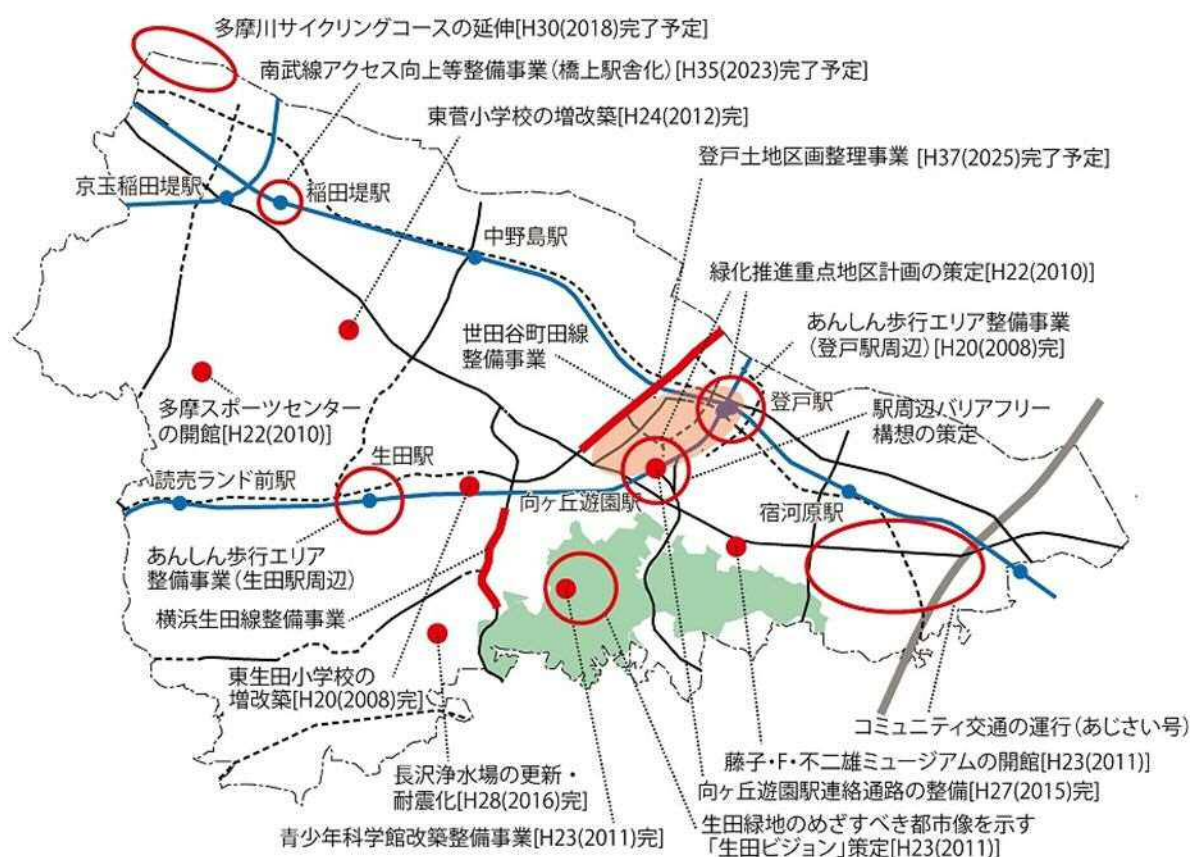 多摩川サイクリングコースの延伸[H30(2018)完了予定]
南武線アクセス向上等整備事業(橋上駅舎化)[H35(2023)完了予定]
東菅小学校の増改築[H24(2012)完]
登戸土地区画整理事業 [H37(2025)完了予定]
京王稲田堤駅
稲田堤駅
中野島駅
緑化推進重点地区計画の策定[H22(2010)]
世田谷町田線
整備事業
あんしん歩行エリア整備事業
(登戸駅周辺)[H20(2008)完]
登戸駅
駅周辺バリアフリー
構想の策定
多摩スポーツセンター
の開館[H22(2010)]
生田駅
読売ランド前駅
向ヶ丘遊園駅
宿河原駅
あんしん歩行エリア
整備事業(生田駅周辺)
横浜生田線整備事業
東生田小学校の
増改築[H20(2008)完]
コミュニティ交通の運行(あじさい号)
藤子・F・不二雄ミュージアムの開館[H23(2011)]
長沢浄水場の更新・
耐震化[H28(2016)完]
向ヶ丘遊園駅連絡通路の整備[H27(2015)完]
青少年科学館改築整備事業[H23(2011)完]
生田緑地のめざすべき都市像を示す
「生田ビジョン」策定[H23(2011)]